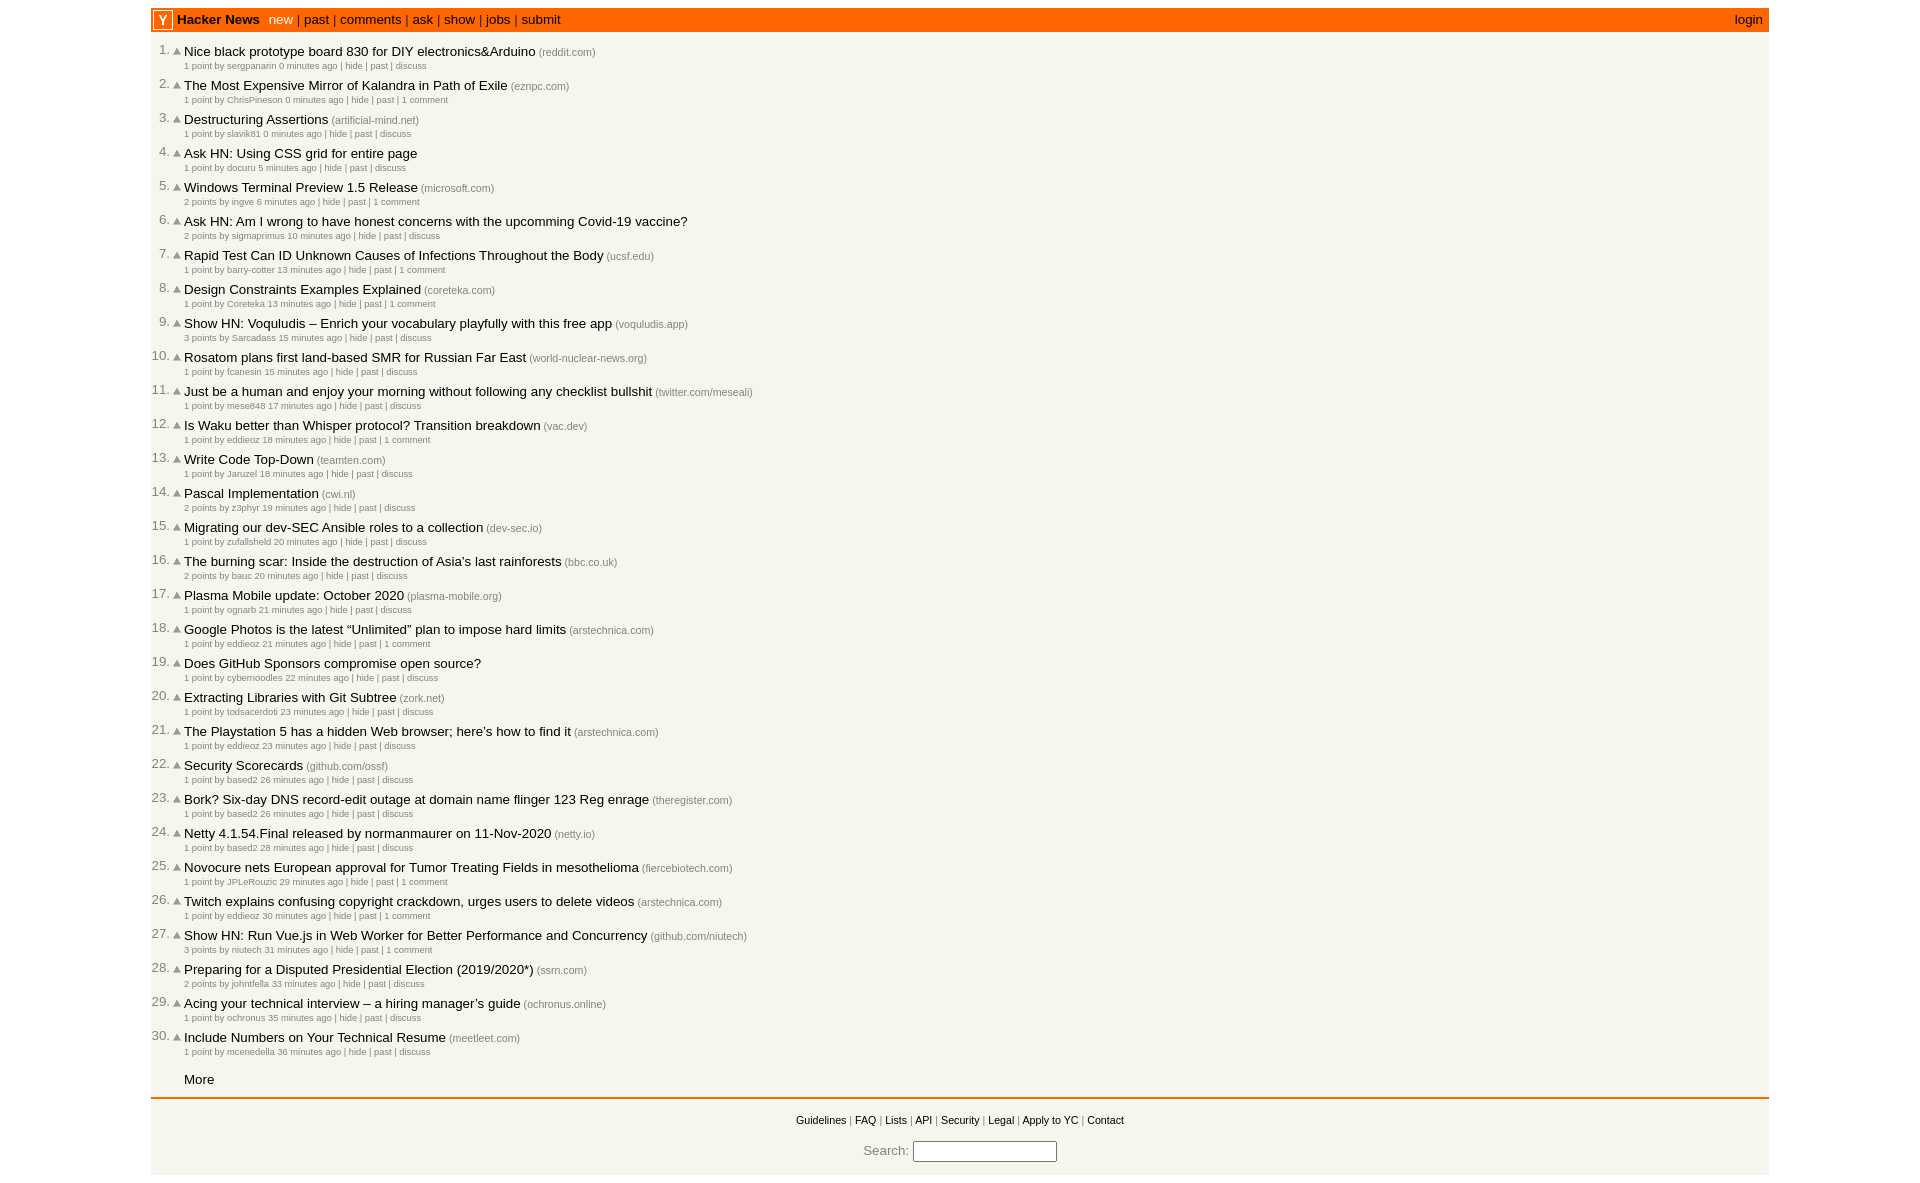 Y Hacker News new | past | comments | ask | show | jobs | submit login
1. Nice black prototype board 830 for DIY electronics&Arduino (reddit.com)
1 point by sergpanarin 0 minutes ago | hide | past | discuss
2. The Most Expensive Mirror of Kalandra in Path of Exile (eznpc.com)
1 point by ChrisPineson 0 minutes ago | hide | past | 1 comment
3. Destructuring Assertions (artificial-mind.net)
1 point by slavik81 0 minutes ago | hide | past | discuss
4. Ask HN: Using CSS grid for entire page
1 point by docuru 5 minutes ago | hide | past | discuss
5. Windows Terminal Preview 1.5 Release (microsoft.com)
2 points by ingve 6 minutes ago | hide | past | 1 comment
6. Ask HN: Am I wrong to have honest concerns with the upcomming Covid-19 vaccine?
2 points by sigmaprimus 10 minutes ago | hide | past | discuss
7. Rapid Test Can ID Unknown Causes of Infections Throughout the Body (ucsf.edu)
1 point by barry-cotter 13 minutes ago | hide | past | 1 comment
8. Design Constraints Examples Explained (coreteka.com)
1 point by Coreteka 13 minutes ago | hide | past | 1 comment
9. Show HN: Voquludis – Enrich your vocabulary playfully with this free app (voquludis.app)
3 points by Sarcadass 15 minutes ago | hide | past | discuss
10. Rosatom plans first land-based SMR for Russian Far East (world-nuclear-news.org)
1 point by fcanesin 15 minutes ago | hide | past | discuss
11. Just be a human and enjoy your morning without following any checklist bullshit (twitter.com/meseali)
1 point by mese848 17 minutes ago | hide | past | discuss
12. Is Waku better than Whisper protocol? Transition breakdown (vac.dev)
1 point by eddieoz 18 minutes ago | hide | past | 1 comment
13. Write Code Top-Down (teamten.com)
1 point by Jaruzel 18 minutes ago | hide | past | discuss
14. Pascal Implementation (cwi.nl)
2 points by z3phyr 19 minutes ago | hide | past | discuss
15. Migrating our dev-SEC Ansible roles to a collection (dev-sec.io)
1 point by zufallsheld 20 minutes ago | hide | past | discuss
16. The burning scar: Inside the destruction of Asia’s last rainforests (bbc.co.uk)
2 points by bauc 20 minutes ago | hide | past | discuss
17. Plasma Mobile update: October 2020 (plasma-mobile.org)
1 point by ognarb 21 minutes ago | hide | past | discuss
18. Google Photos is the latest “Unlimited” plan to impose hard limits (arstechnica.com)
1 point by eddieoz 21 minutes ago | hide | past | 1 comment
19. Does GitHub Sponsors compromise open source?
1 point by cybernoodles 22 minutes ago | hide | past | discuss
20. Extracting Libraries with Git Subtree (zork.net)
1 point by todsacerdoti 23 minutes ago | hide | past | discuss
21. The Playstation 5 has a hidden Web browser; here’s how to find it (arstechnica.com)
1 point by eddieoz 23 minutes ago | hide | past | discuss
22. Security Scorecards (github.com/ossf)
1 point by based2 26 minutes ago | hide | past | discuss
23. Bork? Six-day DNS record-edit outage at domain name flinger 123 Reg enrage (theregister.com)
1 point by based2 26 minutes ago | hide | past | discuss
24. Netty 4.1.54.Final released by normanmaurer on 11-Nov-2020 (netty.io)
1 point by based2 28 minutes ago | hide | past | discuss
25. Novocure nets European approval for Tumor Treating Fields in mesothelioma (fiercebiotech.com)
1 point by JPLeRouzic 29 minutes ago | hide | past | 1 comment
26. Twitch explains confusing copyright crackdown, urges users to delete videos (arstechnica.com)
1 point by eddieoz 30 minutes ago | hide | past | 1 comment
27. Show HN: Run Vue.js in Web Worker for Better Performance and Concurrency (github.com/niutech)
3 points by niutech 31 minutes ago | hide | past | 1 comment
28. Preparing for a Disputed Presidential Election (2019/2020*) (ssrn.com)
2 points by johntfella 33 minutes ago | hide | past | discuss
29. Acing your technical interview – a hiring manager’s guide (ochronus.online)
1 point by ochronus 35 minutes ago | hide | past | discuss
30. Include Numbers on Your Technical Resume (meetleet.com)
1 point by mcenedella 36 minutes ago | hide | past | discuss
More
Guidelines | FAQ | Lists | API | Security | Legal | Apply to YC | Contact
Search: